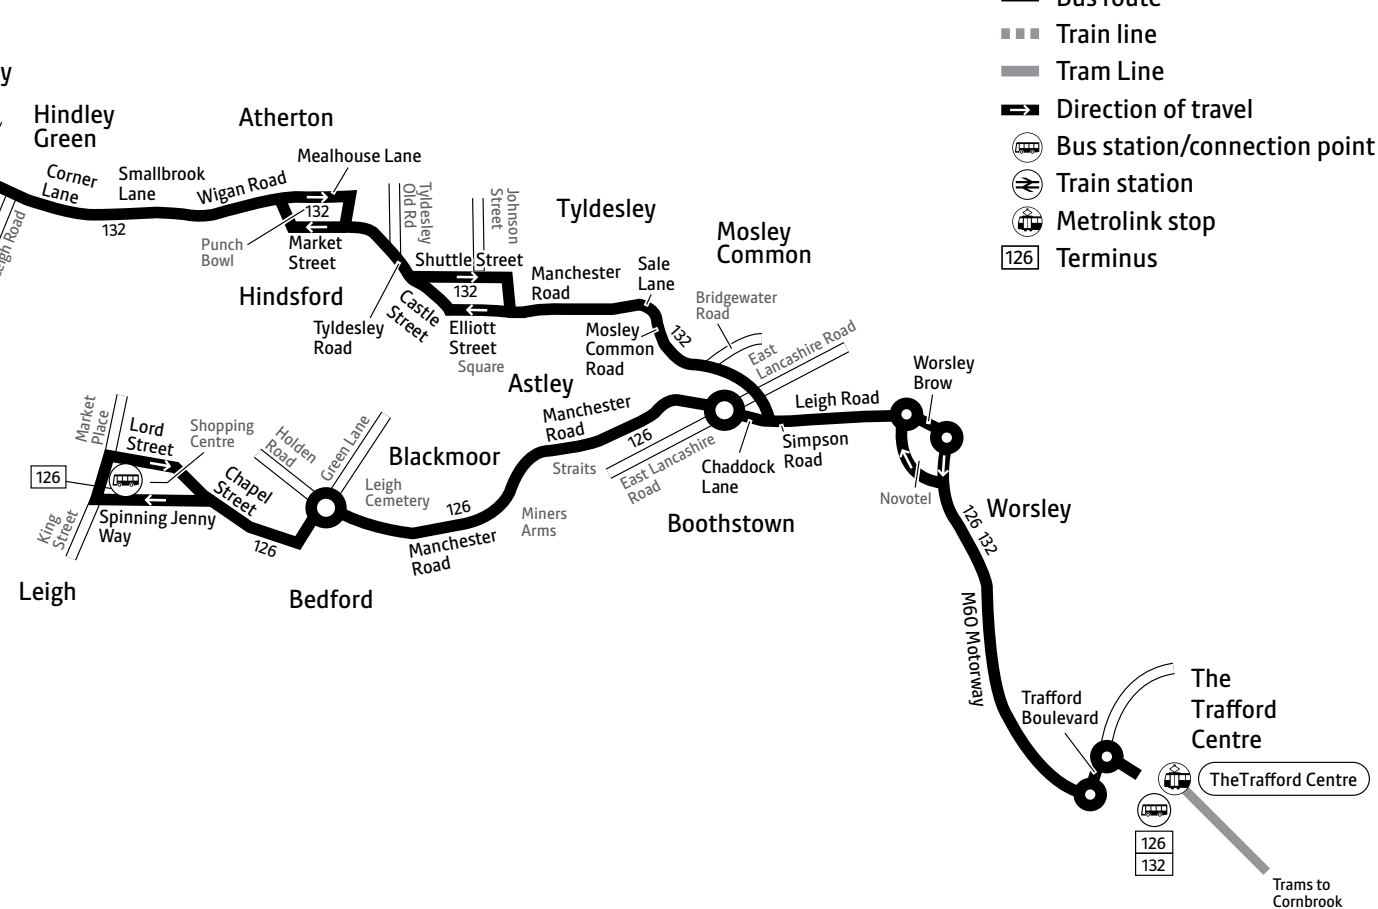 Bus route
Train line
Tram Line
Direction of travel
Bus station/connection point
Train station
Metrolink stop
126 Terminus
y
Hindley
Green
Atherton
Mealhouse Lane
Corner
Lane
Smallbrook
Lane
Wigan Road
132
132
Punch
Bowl
Market
Street
Hindsford
Tyldesley
Old Rd
Johnson
Street
Tyldesley
Mosley
Common
Shuttle Street
132
Manchester
Road
Sale
Lane
Bridgewater
Road
Tyldesley
Road
Castle
Street
Elliott
Street
Square
Mosley
Common
Road
132
East
Lancashire Road
Worsley
Brow
Astley
Manchester
Road
126
Leigh Road
Simpson
Road
Chaddock
Lane
East Lancashire
Road
Straits
Boothstown
Novotel
Worsley
126 132
Market
Place
Lord
Street
Shopping
Centre
Holden
Road
Green Lane
Blackmoor
Leigh
Cemetery
126
Chapel
Street
King
Street
Spinning Jenny
Way
126
126
Manchester
Road
Miners
Arms
Leigh
Bedford
M60 Motorway
Trafford
Boulevard
The
Trafford
Centre
TheTrafford Centre
126
132
Trams to
Cornbrook